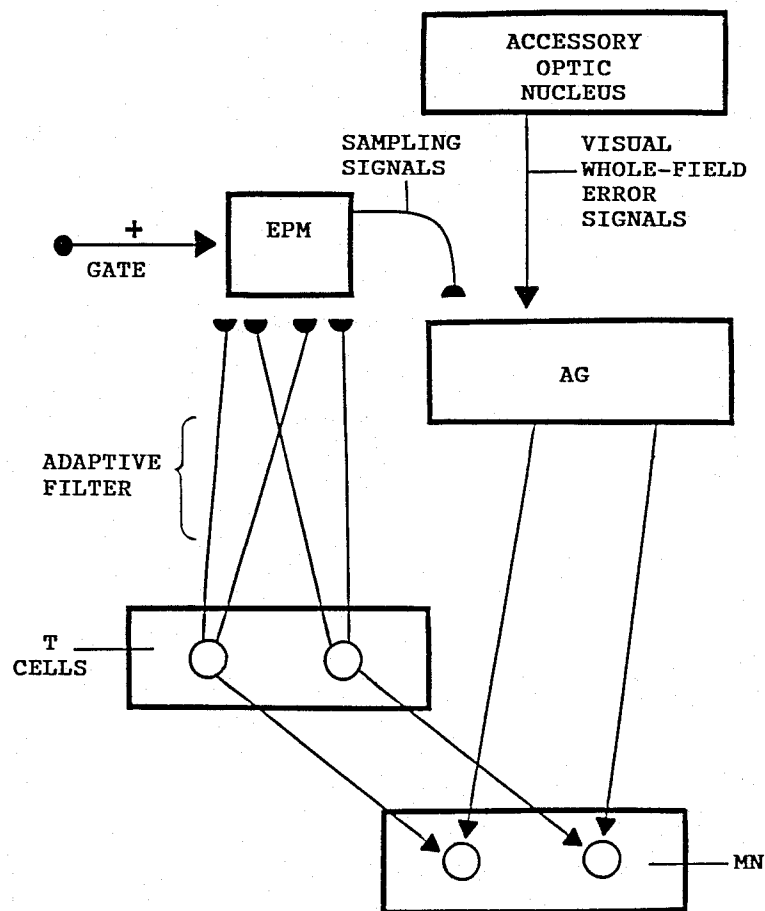 ACCESSORY
OPTIC
NUCLEUS
SAMPLING
SIGNALS
VISUAL
WHOLE-FIELD
ERROR
SIGNALS
+
GATE
EPM
AG
ADAPTIVE
FILTER
T
CELLS
MN